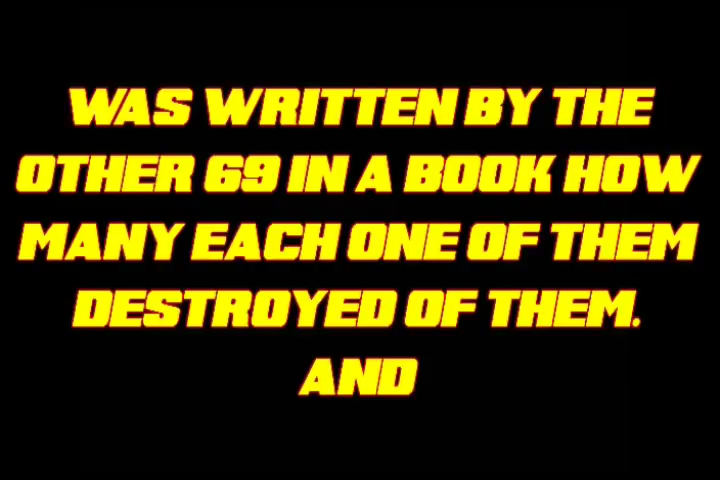 WAS WRITTEN BY THE
OTHER 69 IN A BOOK HOW
MANY EACH ONE OF THEM
DESTROYED OF THEM.
AND